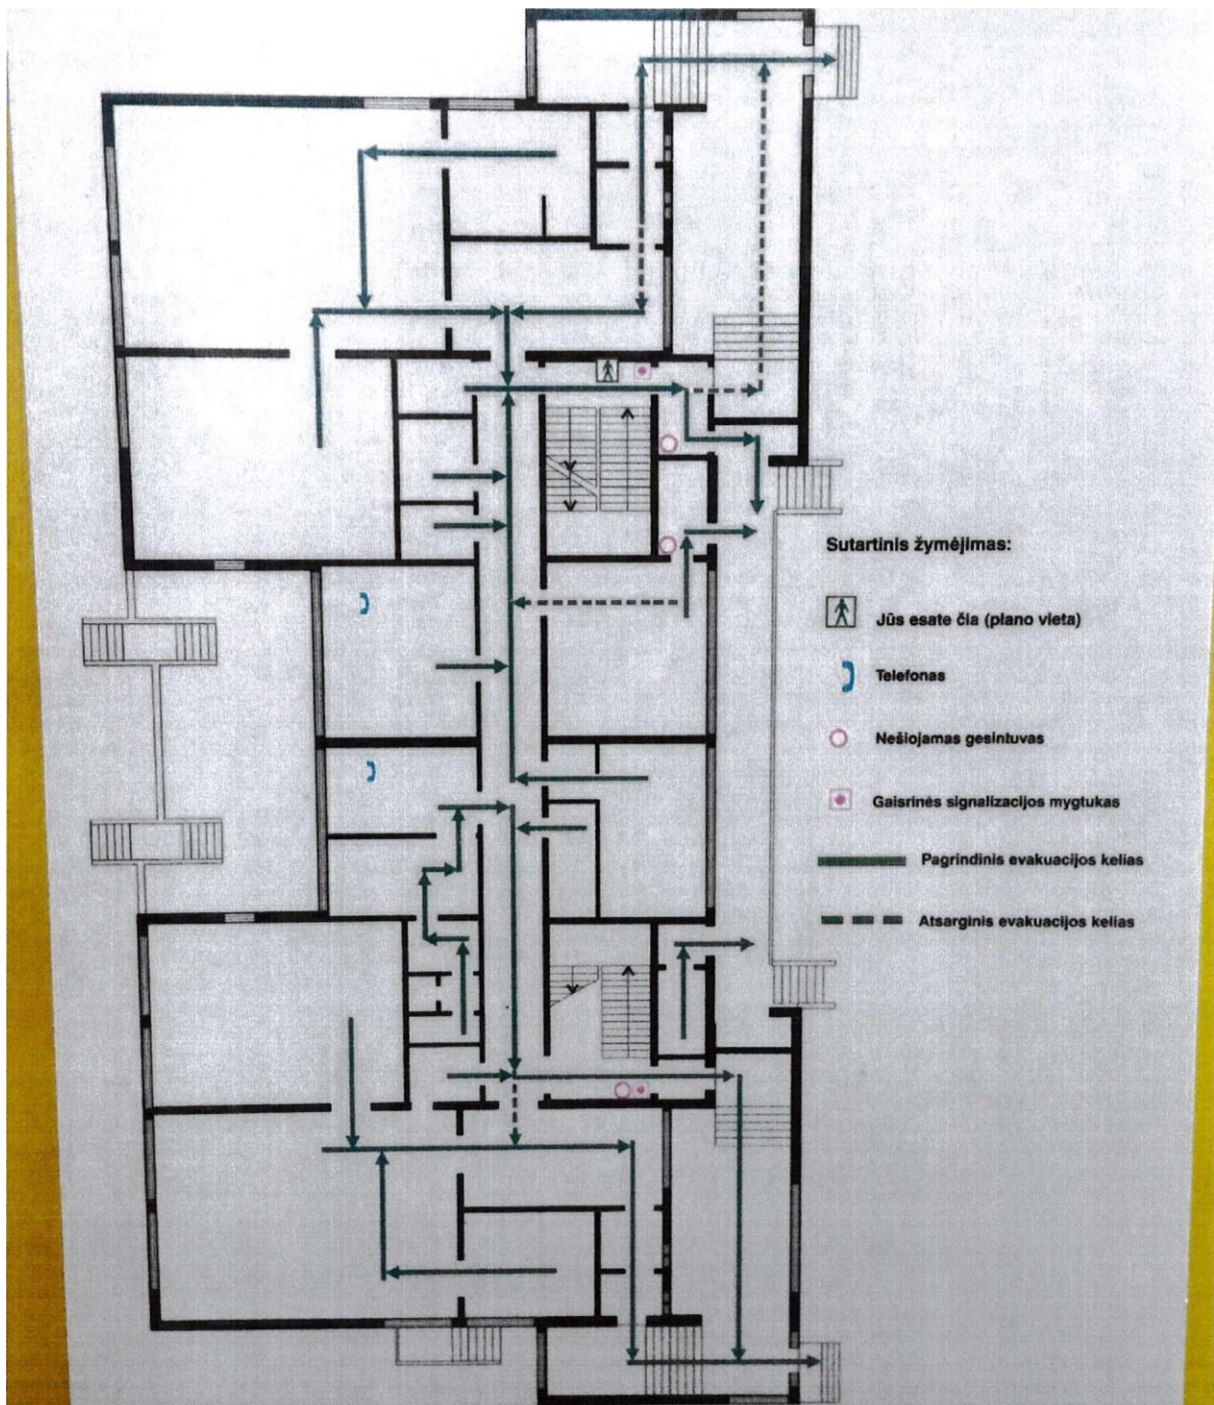 Sutartinis žymėjimas:
Jūs esate čia (plano vieta)
Telefonas
Nešiojamas gesintuvas
Gaisrinės signalizacijos mygtukas
Pagrindinis evakuacijos kelias
Atsarginis evakuacijos kelias